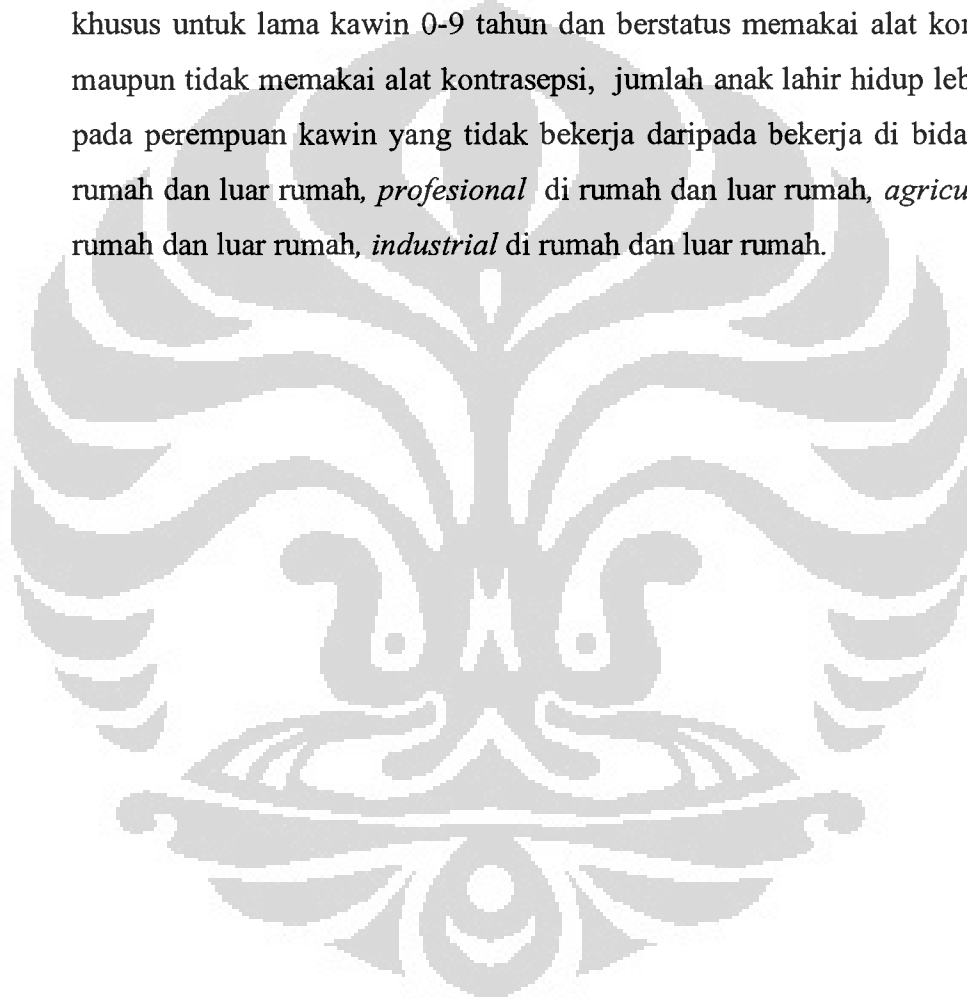 khusus untuk lama kawin 0-9 tahun dan berstatus memakai alat kon
maupun tidak memakai alat kontrasepsi, jumlah anak lahir hidup leb
pada perempuan kawin yang tidak bekerja daripada bekerja di bida
rumah dan luar rumah, profesional di rumah dan luar rumah, agricu
rumah dan luar rumah, industrial di rumah dan luar rumah.